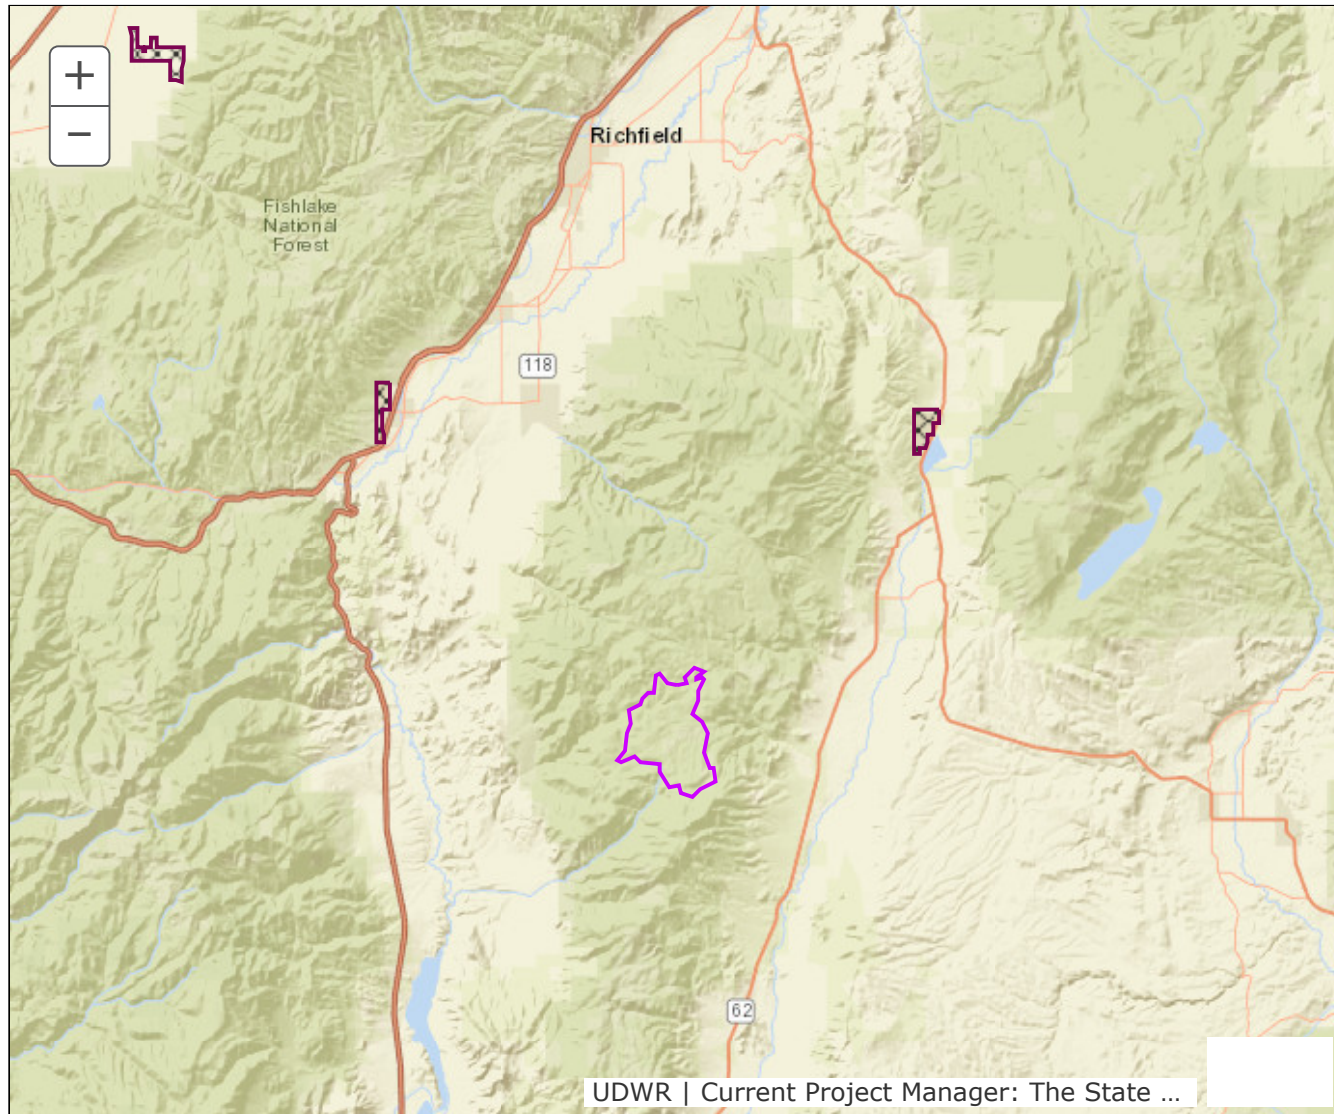 +
−
Richfield
Fishlake
National
Forest
118
62
UDWR | Current Project Manager: The State ...